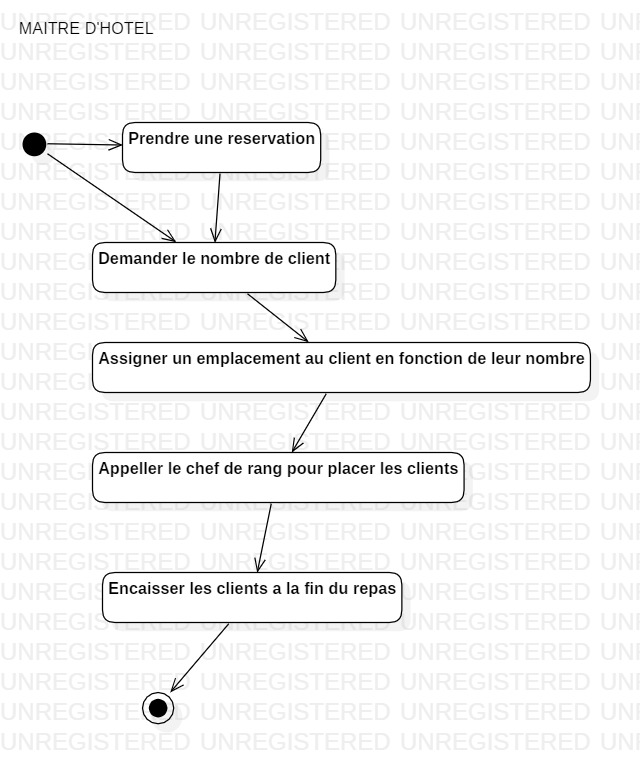 MAITRE D'HOTEL
Prendre une reservation
Demander le nombre de client
Assigner un emplacement au client en fonction de leur nombre
Appeller le chef de rang pour placer les clients
Encaisser les clients a la fin du repas
UNREGISTERED